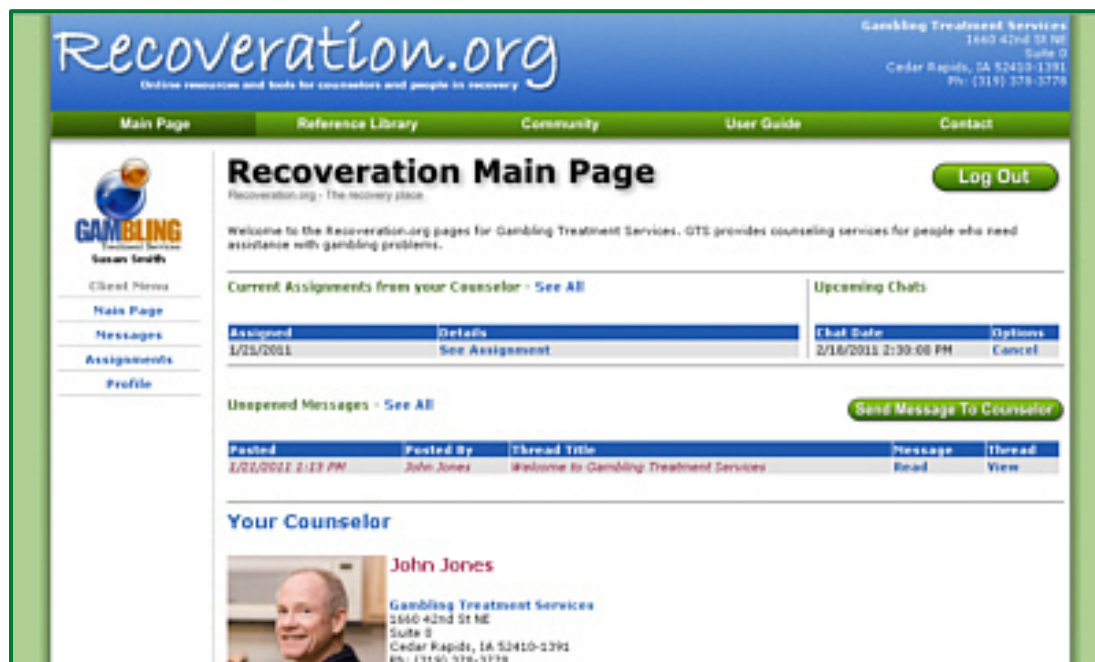 Recoveration.org
Online resources and tools for counselors and people in recovery
Gambling Treatment Services
1660 42nd St NE
Suite 0
Cedar Rapids, IA 52410-1391
Ph: (319) 378-3778
Main Page Reference Library Community User Guide Contact
GAMBLING
Treatment Services
Susan Smith
Client Menu
Main Page
Messages
Assignments
Profile
Recoveration Main Page
Recoveration.org - The recovery place.
Log Out
Welcome to the Recoveration.org pages for Gambling Treatment Services. GTS provides counseling services for people who need
assistance with gambling problems.
Current Assignments from your Counselor - See All
Assigned Details
1/21/2011 See Assignment
Upcoming Chats
Chat Date Options
2/18/2011 2:30:00 PM Cancel
Unopened Messages - See All
Send Message To Counselor
Posted Posted By Thread Title Message Thread
1/21/2011 1:13 PM John Jones Welcome to Gambling Treatment Services Read View
Your Counselor
John Jones
Gambling Treatment Services
1660 42nd St NE
Suite 0
Cedar Rapids, IA 52410-1391
Ph: (319) 378-3778